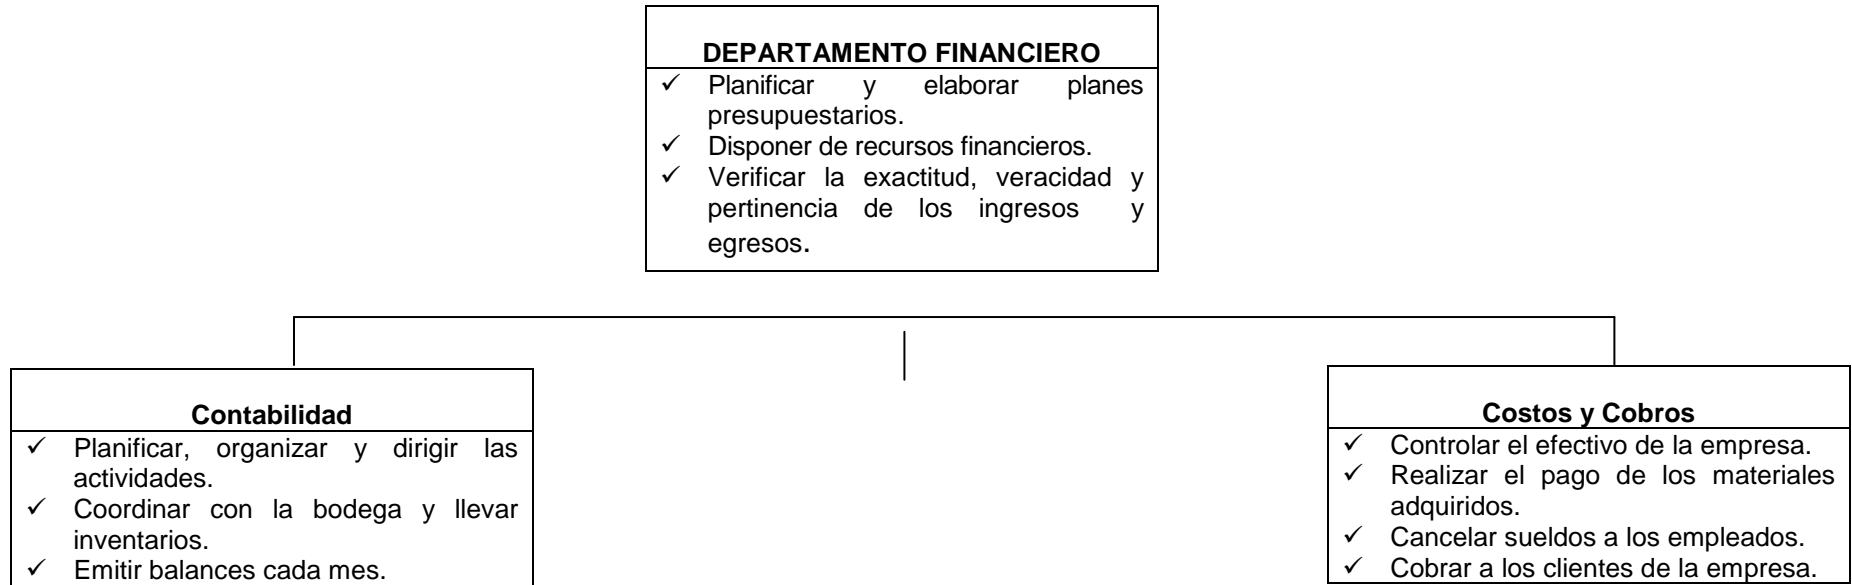 DEPARTAMENTO FINANCIERO
✓ Planificar y elaborar planes
presupuestarios.
✓ Disponer de recursos financieros.
✓ Verificar la exactitud, veracidad y
pertinencia de los ingresos y
egresos.
Contabilidad
✓ Planificar, organizar y dirigir las
actividades.
✓ Coordinar con la bodega y llevar
inventarios.
✓ Emitir balances cada mes.
Costos y Cobros
✓ Controlar el efectivo de la empresa.
✓ Realizar el pago de los materiales
adquiridos.
✓ Cancelar sueldos a los empleados.
✓ Cobrar a los clientes de la empresa.